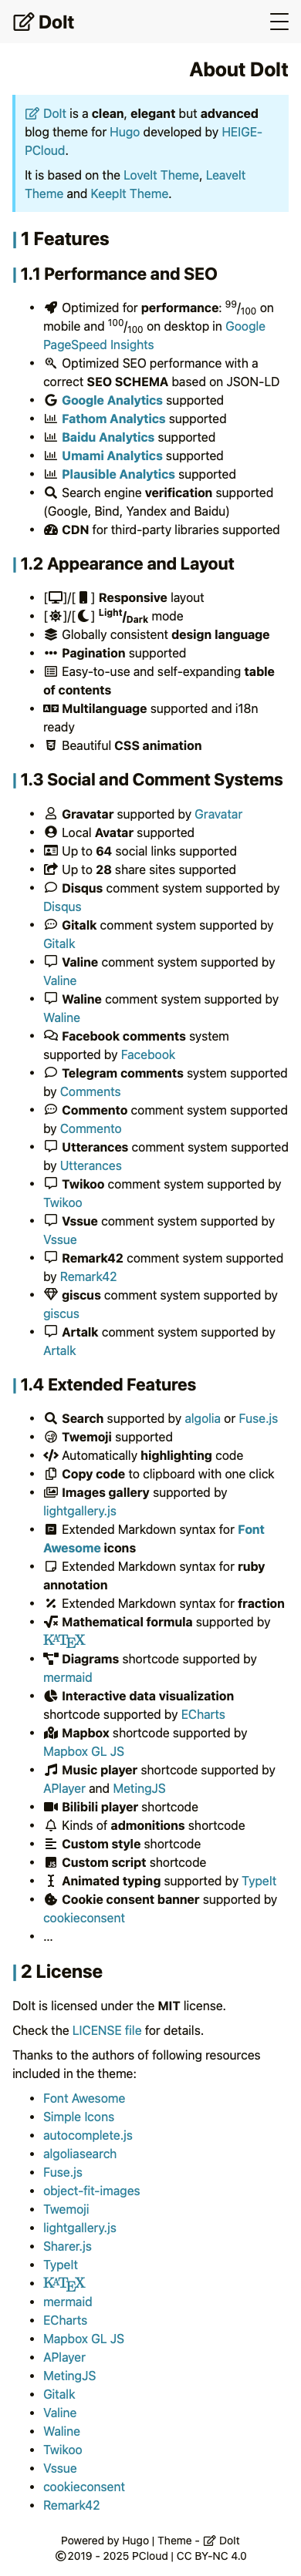 DoIt
About DoIt
DoIt is a clean, elegant but advanced
blog theme for Hugo developed by HEIGE-
PCloud.
It is based on the LoveIt Theme, LeaveIt
Theme and KeepIt Theme.
| 1 Features
| 1.1 Performance and SEO
• Optimized for performance: 99/100 on
mobile and 100/100 on desktop in Google
PageSpeed Insights
• Optimized SEO performance with a
correct SEO SCHEMA based on JSON-LD
• Google Analytics supported
• Fathom Analytics supported
• Baidu Analytics supported
• Umami Analytics supported
• Plausible Analytics supported
• Search engine verification supported
(Google, Bind, Yandex and Baidu)
• CDN for third-party libraries supported
| 1.2 Appearance and Layout
• []/[] Responsive layout
• []/[] Light/Dark mode
• Globally consistent design language
• Pagination supported
• Easy-to-use and self-expanding table
of contents
• Multilanguage supported and i18n
ready
• Beautiful CSS animation
| 1.3 Social and Comment Systems
• Gravatar supported by Gravatar
• Local Avatar supported
• Up to 64 social links supported
• Up to 28 share sites supported
• Disqus comment system supported by
Disqus
• Gitalk comment system supported by
Gitalk
• Valine comment system supported by
Valine
• Waline comment system supported by
Waline
• Facebook comments system
supported by Facebook
• Telegram comments system supported
by Comments
• Commento comment system supported
by Commento
• Utterances comment system supported
by Utterances
• Twikoo comment system supported by
Twikoo
• Vssue comment system supported by
Vssue
• Remark42 comment system supported
by Remark42
• giscus comment system supported by
giscus
• Artalk comment system supported by
Artalk
| 1.4 Extended Features
• Search supported by algolia or Fuse.js
• Twemoji supported
• Automatically highlighting code
• Copy code to clipboard with one click
• Images gallery supported by
lightgallery.js
• Extended Markdown syntax for Font
Awesome icons
• Extended Markdown syntax for ruby
annotation
• Extended Markdown syntax for fraction
• Mathematical formula supported by
KATEX
• Diagrams shortcode supported by
mermaid
• Interactive data visualization
shortcode supported by ECharts
• Mapbox shortcode supported by
Mapbox GL JS
• Music player shortcode supported by
APlayer and MetingJS
• Bilibili player shortcode
• Kinds of admonitions shortcode
• Custom style shortcode
• Custom script shortcode
• Animated typing supported by TypeIt
• Cookie consent banner supported by
cookieconsent
• ...
| 2 License
DoIt is licensed under the MIT license.
Check the LICENSE file for details.
Thanks to the authors of following resources
included in the theme:
• Font Awesome
• Simple Icons
• autocomplete.js
• algoliasearch
• Fuse.js
• object-fit-images
• Twemoji
• lightgallery.js
• Sharer.js
• TypeIt
• KATEX
• mermaid
• ECharts
• Mapbox GL JS
• APlayer
• MetingJS
• Gitalk
• Valine
• Waline
• Twikoo
• Vssue
• cookieconsent
• Remark42
Powered by Hugo | Theme - DoIt
©2019 - 2025 PCloud | CC BY-NC 4.0